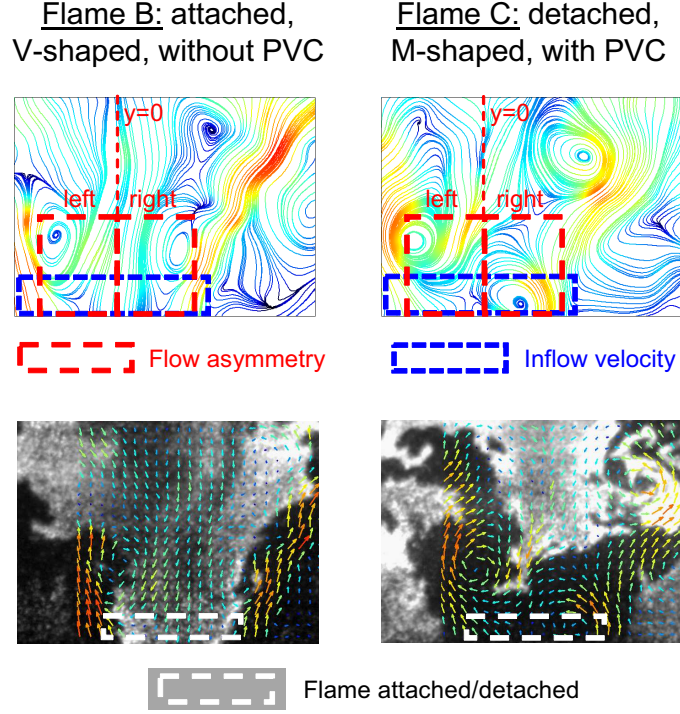 Flame B: attached,
V-shaped, without PVC
Flame C: detached,
M-shaped, with PVC
y=0
left right
y=0
left right
Flow asymmetry
Inflow velocity
Flame attached/detached